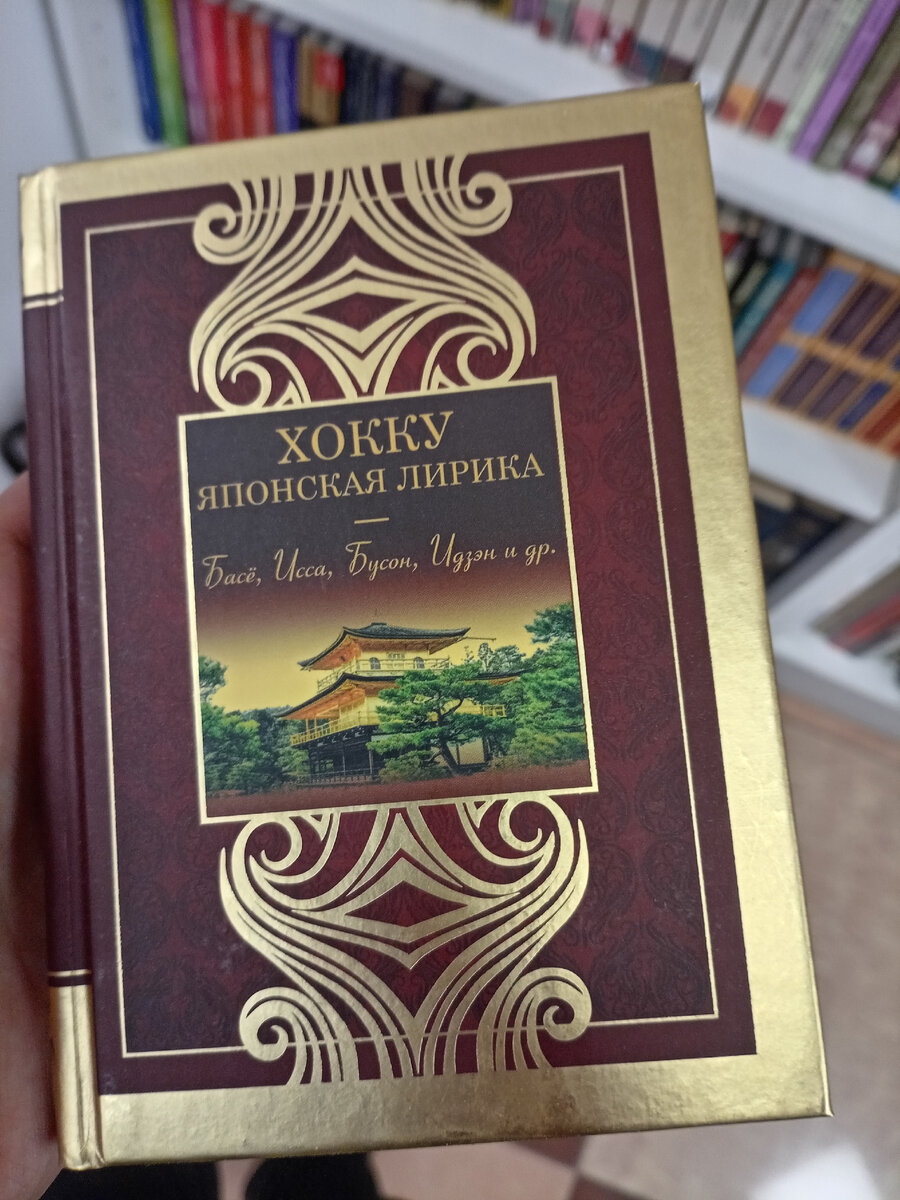 ХОККУ
ЯПОНСКАЯ ЛИРИКА
—
Басё, Исса, Бусон, Идзэн и др.